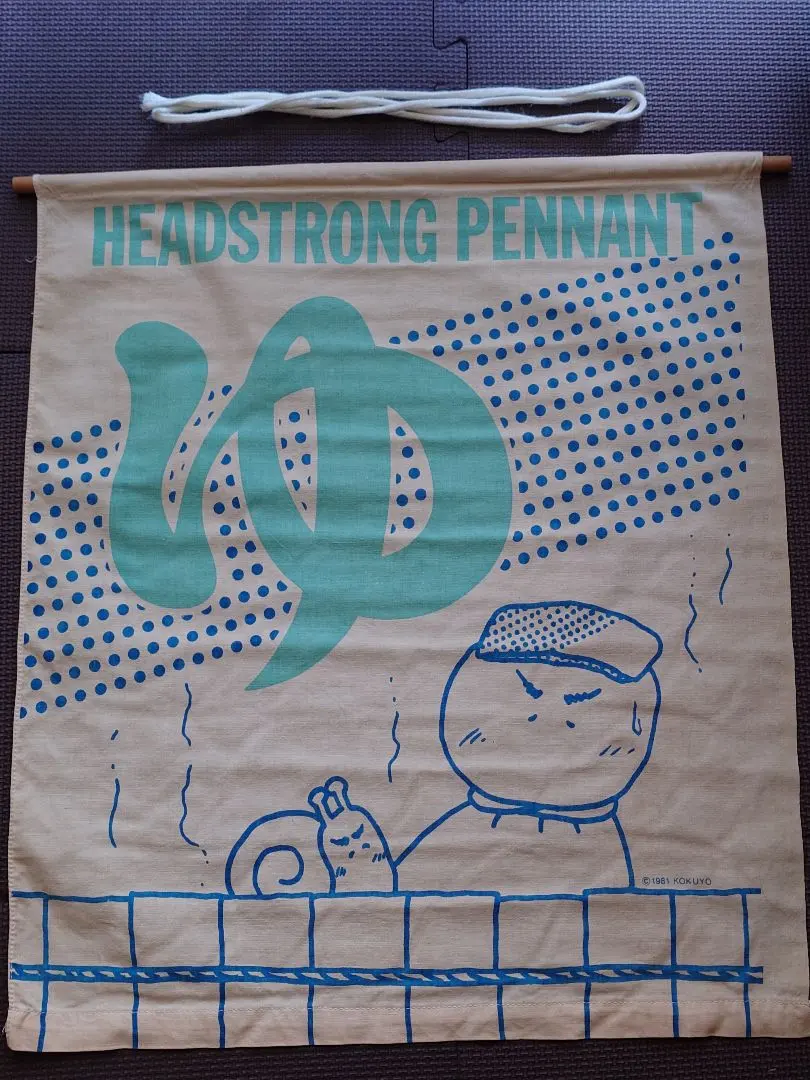 HEADSTRONG PENNANT
ゆ
©1981 KOKUYO